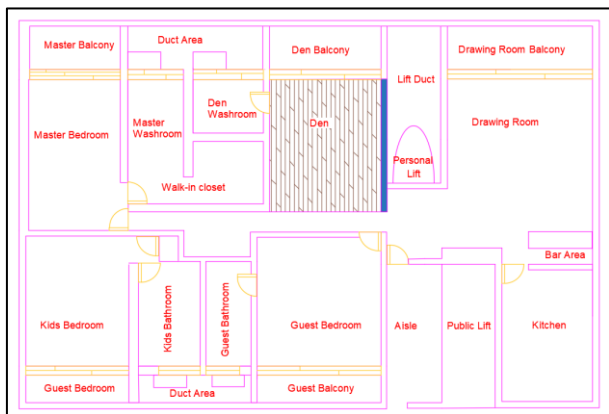 Master Balcony
Duct Area
Den Balcony
Drawing Room Balcony
Lift Duct
Den
Washroom
Master Bedroom
Master
Washroom
Den
Drawing Room
Personal
Lift
Walk-in closet
Bar Area
Kids Bedroom
Kids Bathroom
Guest Bathroom
Guest Bedroom
Aisle
Public Lift
Kitchen
Guest Bedroom
Duct Area
Guest Balcony